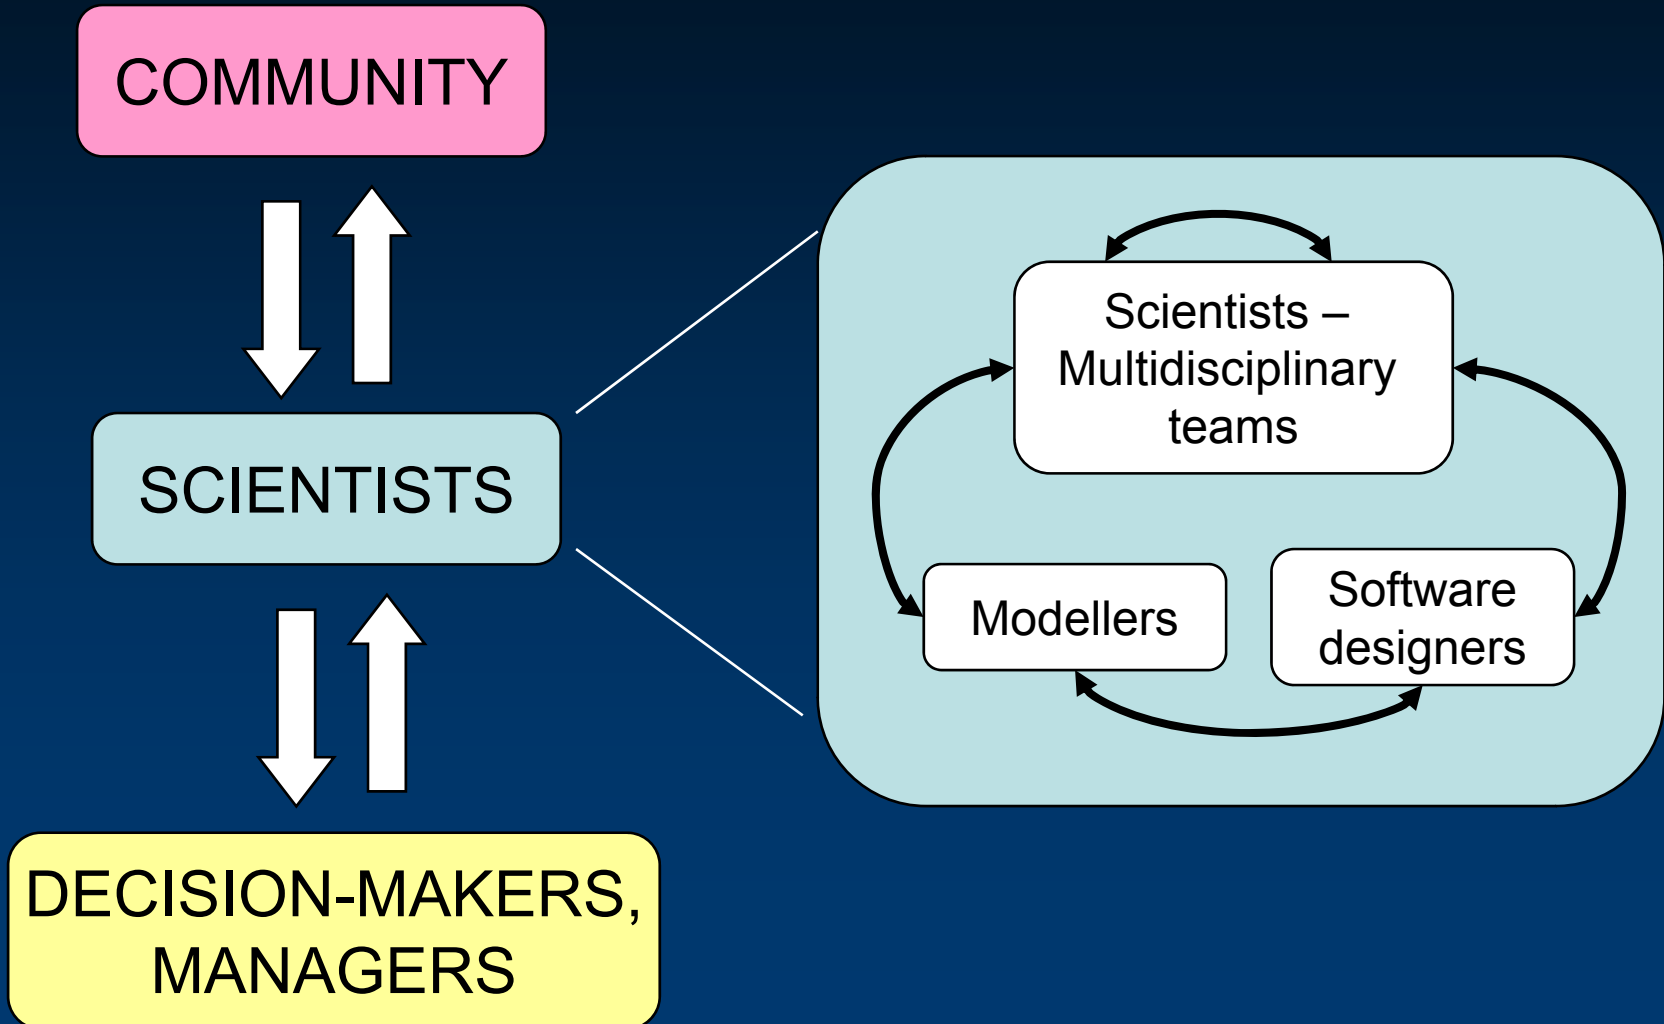 COMMUNITY
SCIENTISTS
DECISION-MAKERS,
MANAGERS
Scientists –
Multidisciplinary
teams
Modellers
Software
designers